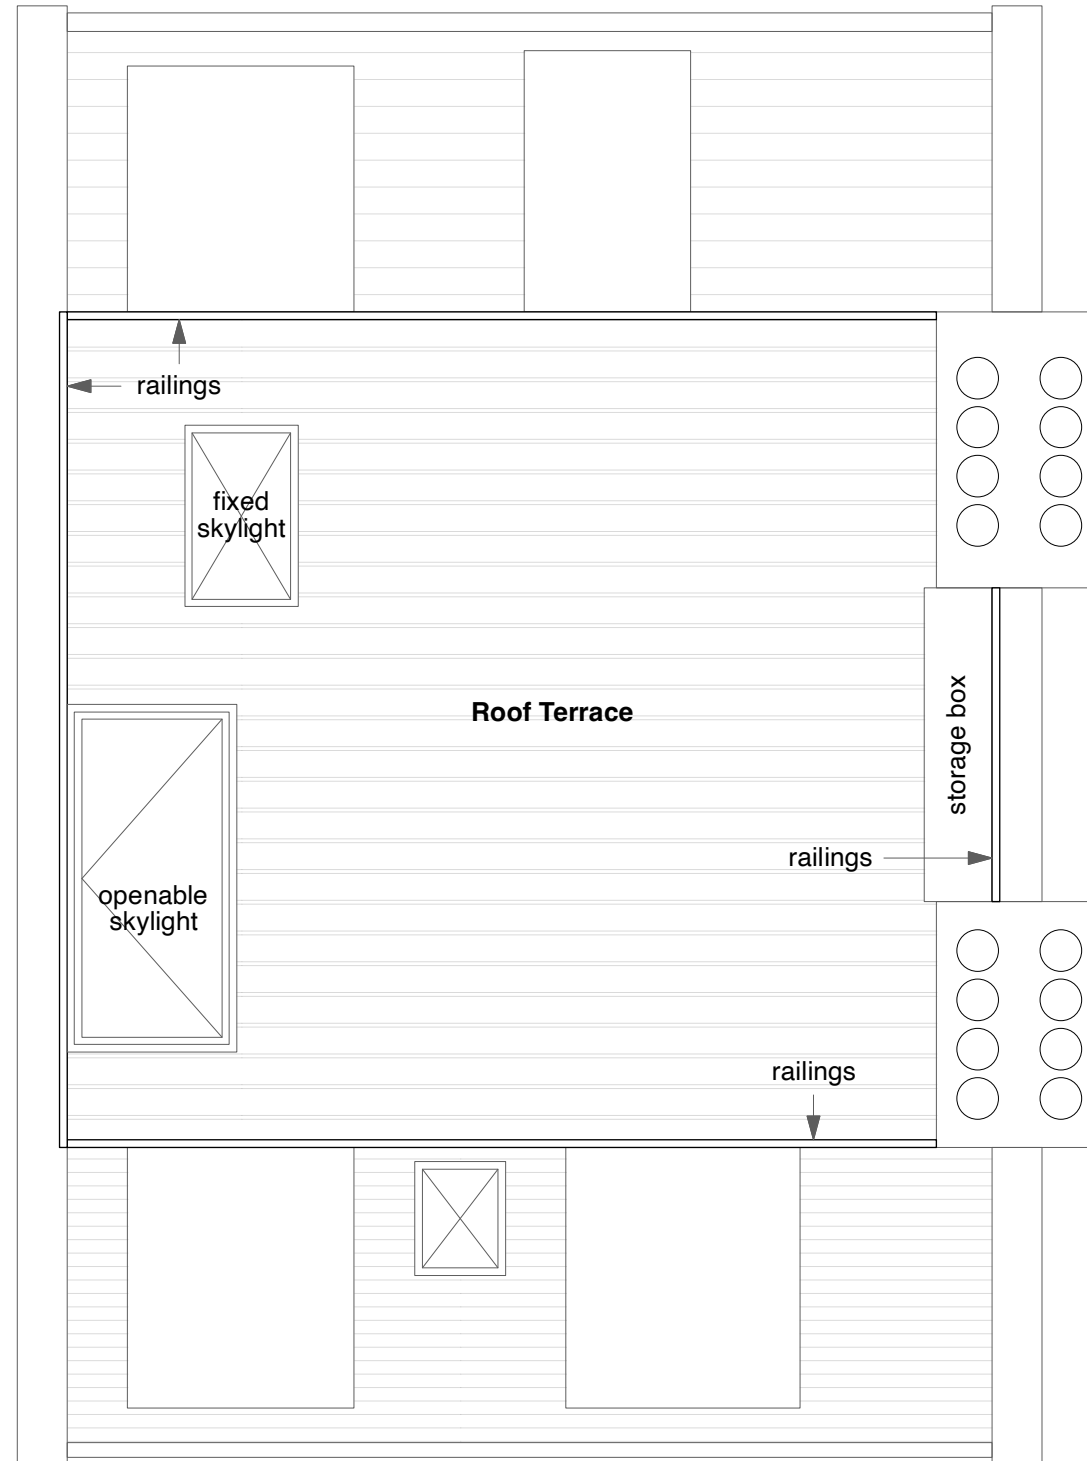 railings
fixed
skylight
Roof Terrace
storage box
railings
openable
skylight
railings